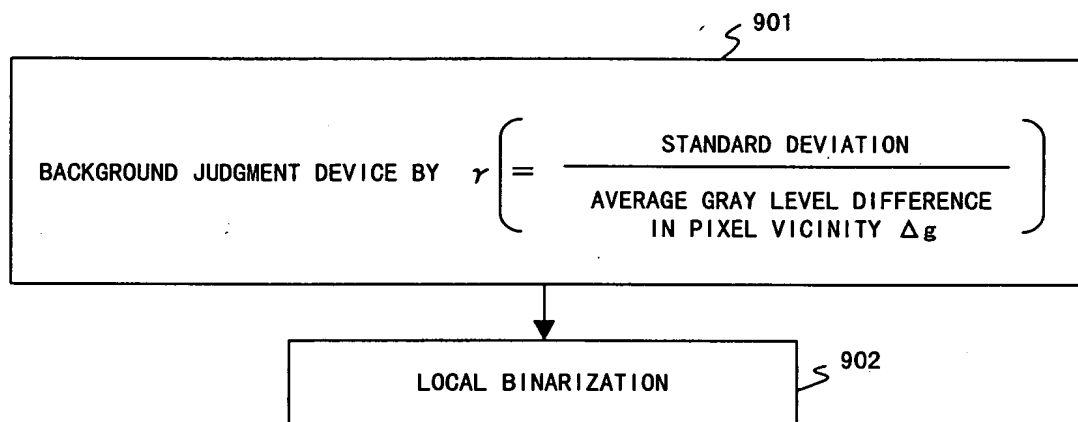 901
STANDARD DEVIATION
BACKGROUND JUDGMENT DEVICE BY γ ( = )
AVERAGE GRAY LEVEL DIFFERENCE
IN PIXEL VICINITY Δg
902
LOCAL BINARIZATION